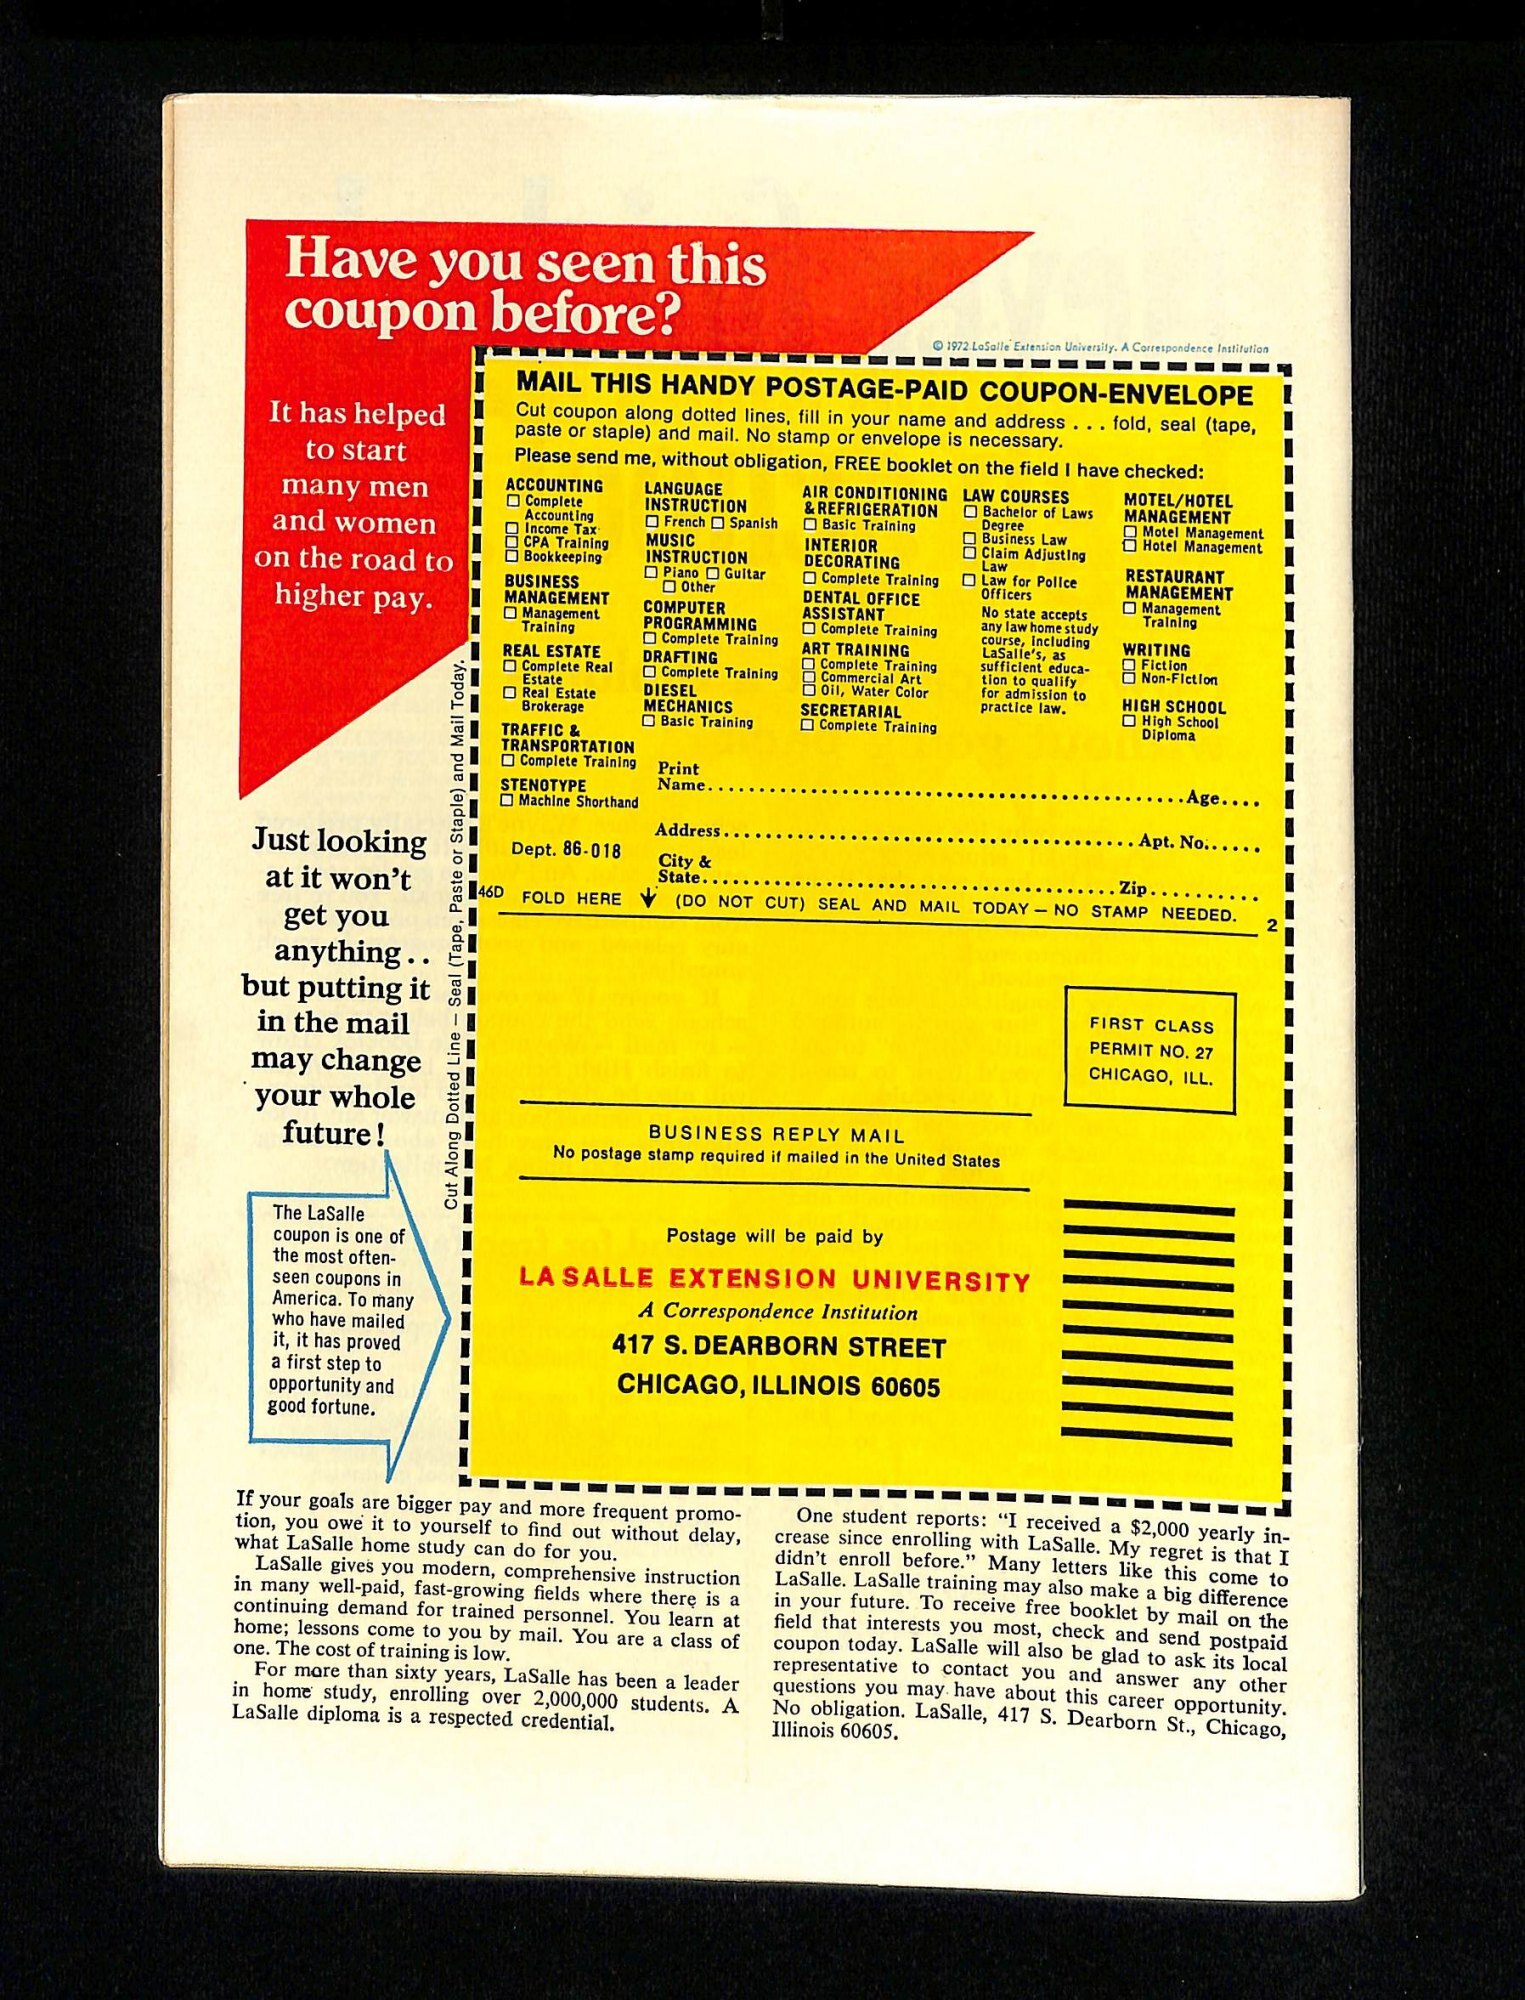 Have you seen this
coupon before?
© 1972 LaSalle Extension University. A Correspondence Institution
It has helped
to start
many men
and women
on the road to
higher pay.
Just looking
at it won't
get you
anything..
but putting it
in the mail
may change
your whole
future!
The LaSalle
coupon is one of
the most often-
seen coupons in
America. To many
who have mailed
it, it has proved
a first step to
opportunity and
good fortune.
Cut Along Dotted Line – Seal (Tape, Paste or Staple) and Mail Today.
MAIL THIS HANDY POSTAGE-PAID COUPON-ENVELOPE
Cut coupon along dotted lines, fill in your name and address ... fold, seal (tape,
paste or staple) and mail. No stamp or envelope is necessary.
Please send me, without obligation, FREE booklet on the field I have checked:
ACCOUNTING
☐ Complete
Accounting
☐ Income Tax
☐ CPA Training
☐ Bookkeeping
BUSINESS
MANAGEMENT
☐ Management
Training
REAL ESTATE
☐ Complete Real
Estate
☐ Real Estate
Brokerage
TRAFFIC &
TRANSPORTATION
☐ Complete Training
STENOTYPE
☐ Machine Shorthand
LANGUAGE
INSTRUCTION
☐ French ☐ Spanish
MUSIC
INSTRUCTION
☐ Piano ☐ Guitar
☐ Other
COMPUTER
PROGRAMMING
☐ Complete Training
DRAFTING
☐ Complete Training
DIESEL
MECHANICS
☐ Basic Training
AIR CONDITIONING
& REFRIGERATION
☐ Basic Training
INTERIOR
DECORATING
☐ Complete Training
DENTAL OFFICE
ASSISTANT
☐ Complete Training
ART TRAINING
☐ Complete Training
☐ Commercial Art
☐ Oil, Water Color
SECRETARIAL
☐ Complete Training
LAW COURSES
☐ Bachelor of Laws
Degree
☐ Business Law
☐ Claim Adjusting
Law
☐ Law for Police
Officers
No state accepts
any law home study
course, including
LaSalle's, as
sufficient educa-
tion to qualify
for admission to
practice law.
MOTEL/HOTEL
MANAGEMENT
☐ Motel Management
☐ Hotel Management
RESTAURANT
MANAGEMENT
☐ Management
Training
WRITING
☐ Fiction
☐ Non-Fiction
HIGH SCHOOL
☐ High School
Diploma
Print
Name.....Age....
Address.....Apt. No......
Dept. 86-018
City &
State.....Zip..........
46D FOLD HERE ↓ (DO NOT CUT) SEAL AND MAIL TODAY – NO STAMP NEEDED.
2
FIRST CLASS
PERMIT NO. 27
CHICAGO, ILL.
BUSINESS REPLY MAIL
No postage stamp required if mailed in the United States
Postage will be paid by
LA SALLE EXTENSION UNIVERSITY
A Correspondence Institution
417 S. DEARBORN STREET
CHICAGO, ILLINOIS 60605
If your goals are bigger pay and more frequent promo-
tion, you owe it to yourself to find out without delay,
what LaSalle home study can do for you.
LaSalle gives you modern, comprehensive instruction
in many well-paid, fast-growing fields where there is a
continuing demand for trained personnel. You learn at
home; lessons come to you by mail. You are a class of
one. The cost of training is low.
For more than sixty years, LaSalle has been a leader
in home study, enrolling over 2,000,000 students. A
LaSalle diploma is a respected credential.
One student reports: "I received a $2,000 yearly in-
crease since enrolling with LaSalle. My regret is that I
didn't enroll before." Many letters like this come to
LaSalle. LaSalle training may also make a big difference
in your future. To receive free booklet by mail on the
field that interests you most, check and send postpaid
coupon today. LaSalle will also be glad to ask its local
representative to contact you and answer any other
questions you may have about this career opportunity.
No obligation. LaSalle, 417 S. Dearborn St., Chicago,
Illinois 60605.